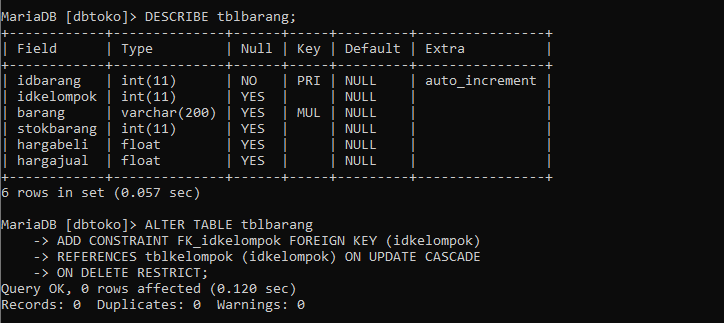 MariaDB [dbtoko]> DESCRIBE tblbarang;
+------------+--------------+------+-----+---------+----------------+
| Field      | Type         | Null | Key | Default | Extra          |
+------------+--------------+------+-----+---------+----------------+
| idbarang   | int(11)      | NO   | PRI | NULL    | auto_increment |
| idkelompok | int(11)      | YES  |     | NULL    |                |
| barang     | varchar(200) | YES  | MUL | NULL    |                |
| stokbarang | int(11)      | YES  |     | NULL    |                |
| hargabeli  | float        | YES  |     | NULL    |                |
| hargajual  | float        | YES  |     | NULL    |                |
+------------+--------------+------+-----+---------+----------------+
6 rows in set (0.057 sec)

MariaDB [dbtoko]> ALTER TABLE tblbarang
    -> ADD CONSTRAINT FK_idkelompok FOREIGN KEY (idkelompok)
    -> REFERENCES tblkelompok (idkelompok) ON UPDATE CASCADE
    -> ON DELETE RESTRICT;
Query OK, 0 rows affected (0.120 sec)
Records: 0  Duplicates: 0  Warnings: 0